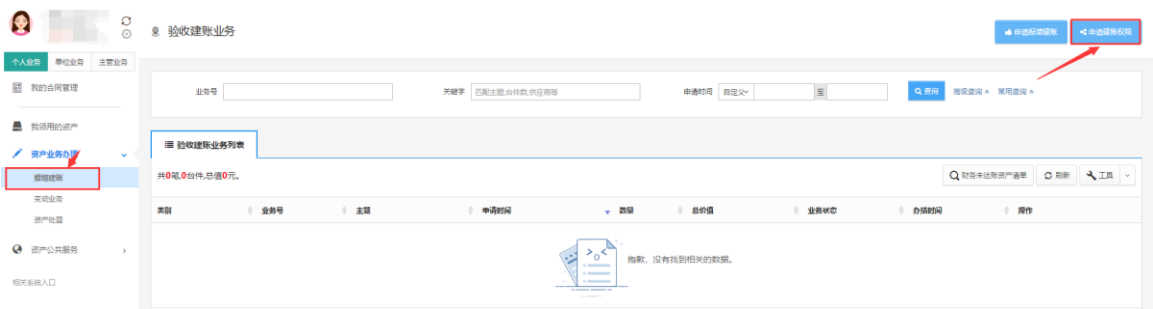 验收建账业务
申请报增建账
申请建账权限
个人业务 单位业务 主管业务
我的合同管理
业务号
关键字 匹配主题,台件数,供应商等
申请时间 自定义 至
查询 高级查询 常用查询
我领用的资产
资产业务办理
报增建账
变动业务
资产处置
资产公共服务
相关系统入口
验收建账业务列表
共0笔,0台件,总值0元。
财务未达账资产清单 刷新 工具
类别 业务号 主题 申请时间 数量 总价值 业务状态 办结时间 操作
抱歉，没有找到相关的数据。